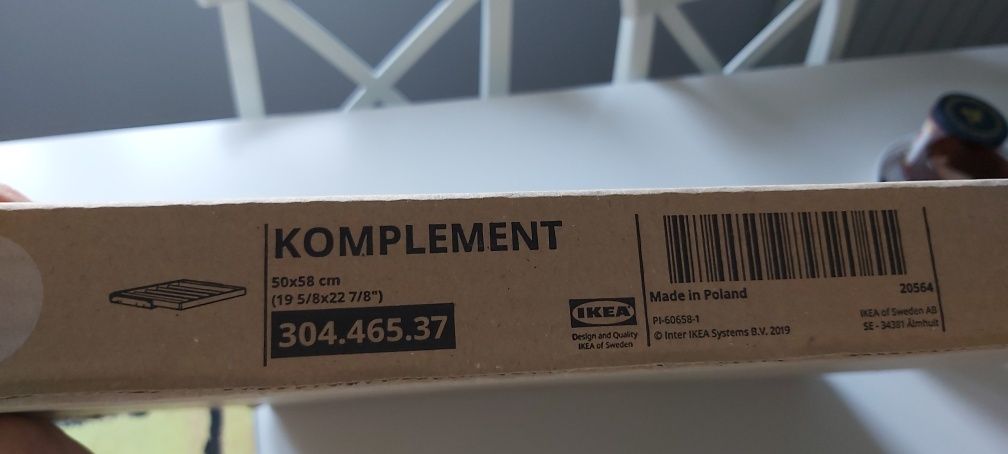 KOMPLEMENT
50x58 cm
(19 5/8x22 7/8")
304.465.37
IKEA
Design and Quality
IKEA of Sweden
Made in Poland
20564
PI-60658-1
© Inter IKEA Systems B.V. 2019
IKEA of Sweden AB
SE - 34381 Älmhult